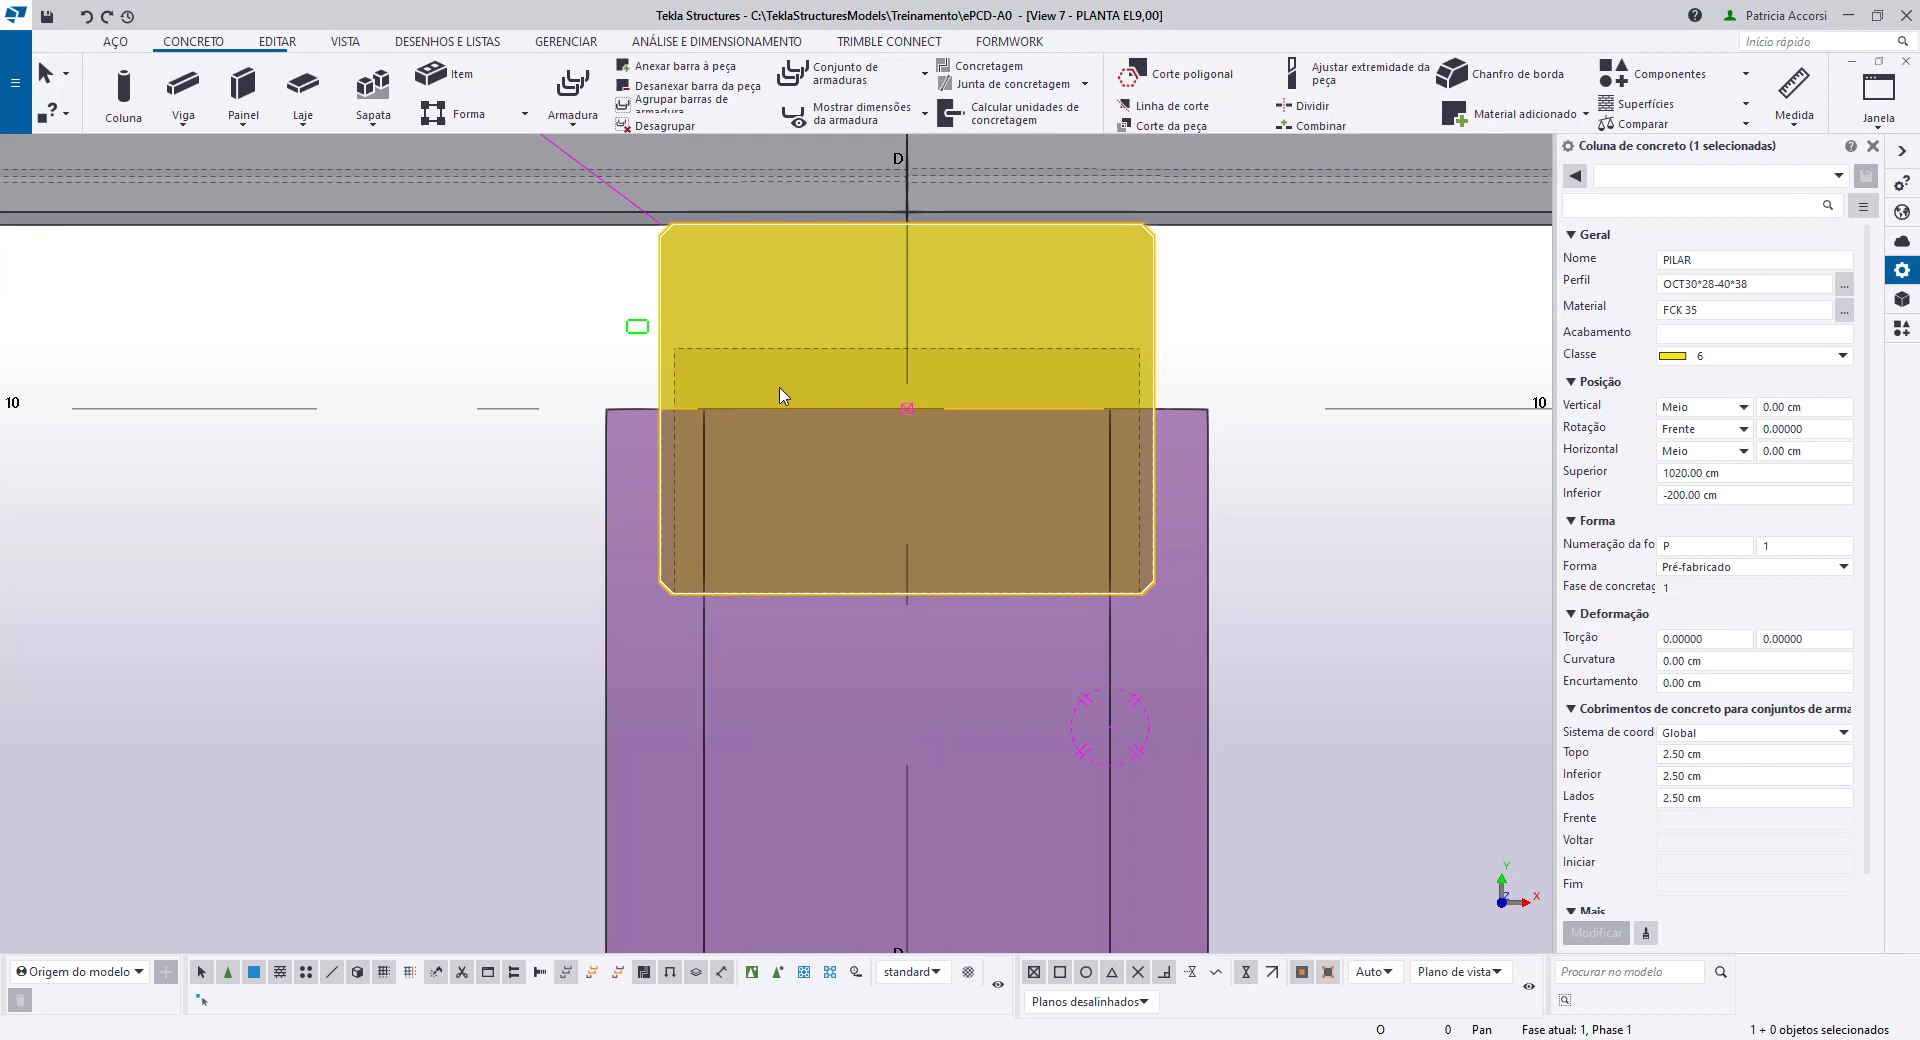 Tekla Structures - C:\TeklaStructuresModels\Treinamento\ePCD-A0 - [View 7 - PLANTA EL9,00]
Patricia Accorsi
AÇO CONCRETO EDITAR VISTA DESENHOS E LISTAS GERENCIAR ANÁLISE E DIMENSIONAMENTO TRIMBLE CONNECT FORMWORK
Início rápido
Coluna
Viga
Painel
Laje
Sapata
Item
Forma
Armadura
Anexar barra à peça
Desanexar barra da peça
Agrupar barras de
armadura
Desagrupar
Conjunto de
armaduras
Mostrar dimensões
da armadura
Concretagem
Junta de concretagem
Calcular unidades de
concretagem
Corte poligonal
Linha de corte
Corte da peça
Ajustar extremidade da
peça
Dividir
Combinar
Chanfro de borda
Material adicionado
Componentes
Superfícies
Comparar
Medida
Janela
D
10
10
D
Y
Z
X
Coluna de concreto (1 selecionadas)
Geral
Nome PILAR
Perfil OCT30*28-40*38 ...
Material FCK 35 ...
Acabamento
Classe 6
Posição
Vertical Meio 0.00 cm
Rotação Frente 0.00000
Horizontal Meio 0.00 cm
Superior 1020.00 cm
Inferior -200.00 cm
Forma
Numeração da fo P 1
Forma Pré-fabricado
Fase de concretag 1
Deformação
Torção 0.00000 0.00000
Curvatura 0.00 cm
Encurtamento 0.00 cm
Cobrimentos de concreto para conjuntos de arma
Sistema de coord Global
Topo 2.50 cm
Inferior 2.50 cm
Lados 2.50 cm
Frente
Voltar
Iniciar
Fim
Mais
Modificar
Origem do modelo
standard
Auto
Plano de vista
Planos desalinhados
Procurar no modelo
O 0 Pan Fase atual: 1, Phase 1 1 + 0 objetos selecionados